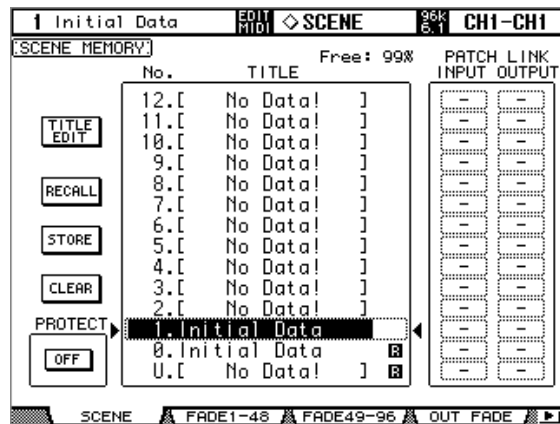 1 Initial Data EDIT MIDI ◇SCENE 96K 6.1 CH1-CH1
SCENE MEMORY
Free: 99% PATCH LINK
No. TITLE INPUT OUTPUT
12.[ No Data! ] - -
11.[ No Data! ] - -
TITLE EDIT
10.[ No Data! ] - -
9.[ No Data! ] - -
8.[ No Data! ] - -
RECALL
7.[ No Data! ] - -
6.[ No Data! ] - -
STORE
5.[ No Data! ] - -
4.[ No Data! ] - -
CLEAR
3.[ No Data! ] - -
2.[ No Data! ] - -
PROTECT
1.Initial Data - -
OFF
0.Initial Data R - -
U.[ No Data! ] R - -
SCENE FADE1-48 FADE49-96 OUT FADE